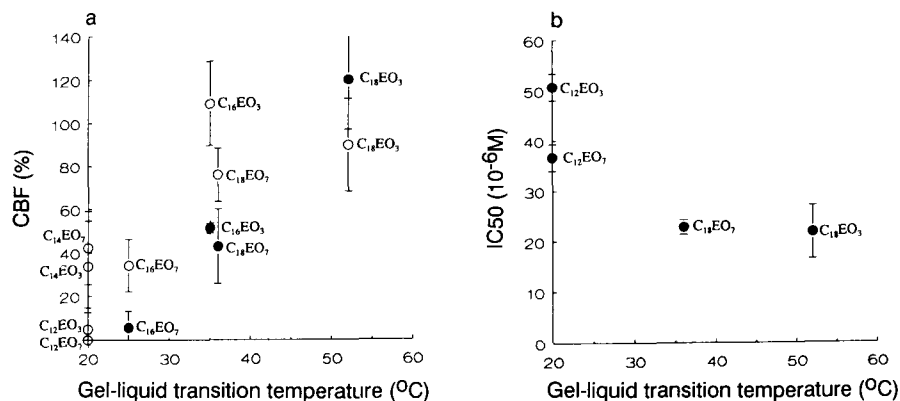 a
CBF (%)
140
120
100
80
60
40
20
C₁₆EO₃
C₁₈EO₃
C₁₈EO₃
C₁₈EO₇
C₁₆EO₃
C₁₈EO₇
C₁₄EO₇
C₁₄EO₃
C₁₆EO₇
C₁₂EO₃
C₁₆EO₇
C₁₂EO₇
20 30 40 50 60
Gel-liquid transition temperature (°C)
b
IC50 (10⁻⁶M)
60
50
40
30
20
10
0
C₁₂EO₃
C₁₂EO₇
C₁₈EO₇
C₁₈EO₃
20 30 40 50 60
Gel-liquid transition temperature (°C)